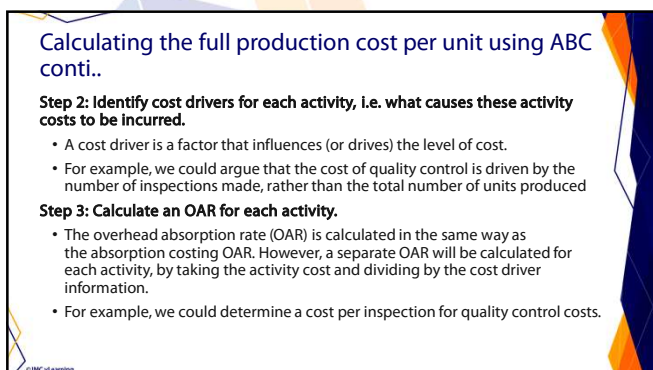 Calculating the full production cost per unit using ABC
conti..
Step 2: Identify cost drivers for each activity, i.e. what causes these activity
costs to be incurred.
• A cost driver is a factor that influences (or drives) the level of cost.
• For example, we could argue that the cost of quality control is driven by the
number of inspections made, rather than the total number of units produced
Step 3: Calculate an OAR for each activity.
• The overhead absorption rate (OAR) is calculated in the same way as
the absorption costing OAR. However, a separate OAR will be calculated for
each activity, by taking the activity cost and dividing by the cost driver
information.
• For example, we could determine a cost per inspection for quality control costs.